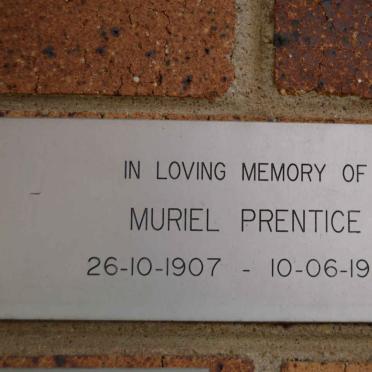 IN LOVING MEMORY OF
MURIEL PRENTICE
26-10-1907 - 10-06-19